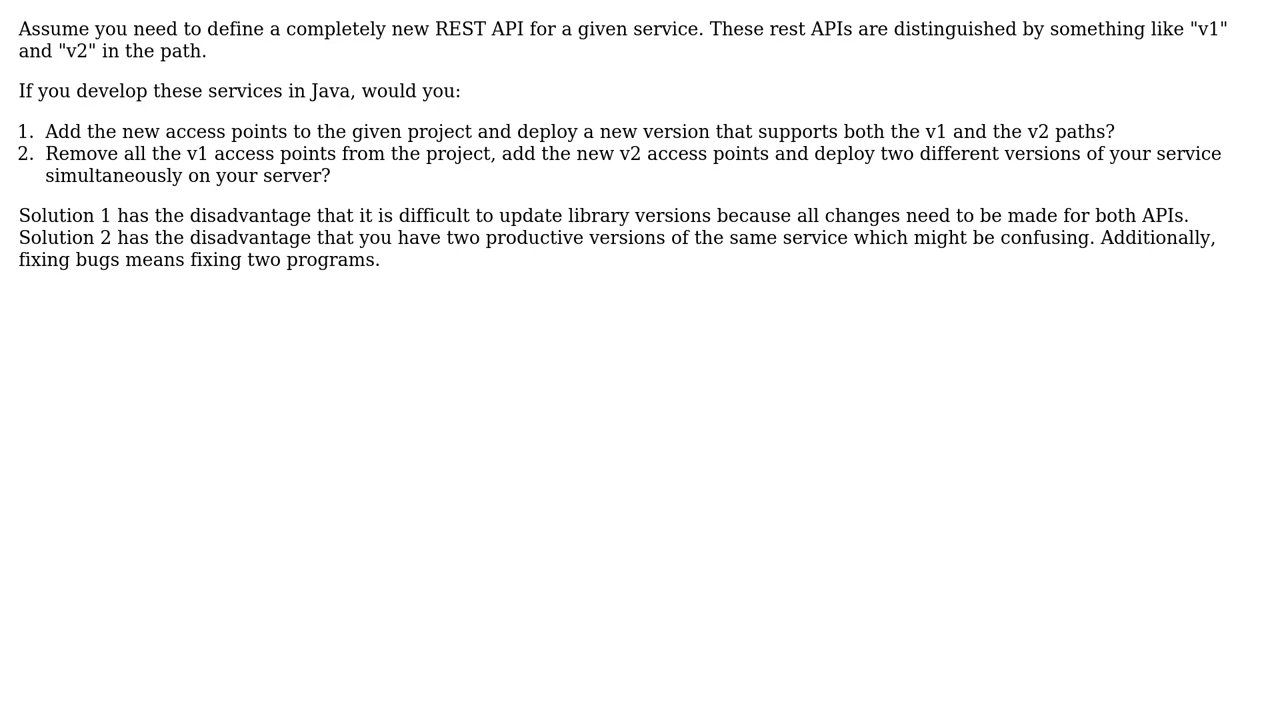 Assume you need to define a completely new REST API for a given service. These rest APIs are distinguished by something like "v1"
and "v2" in the path.
If you develop these services in Java, would you:
1. Add the new access points to the given project and deploy a new version that supports both the v1 and the v2 paths?
2. Remove all the v1 access points from the project, add the new v2 access points and deploy two different versions of your service
simultaneously on your server?
Solution 1 has the disadvantage that it is difficult to update library versions because all changes need to be made for both APIs.
Solution 2 has the disadvantage that you have two productive versions of the same service which might be confusing. Additionally,
fixing bugs means fixing two programs.